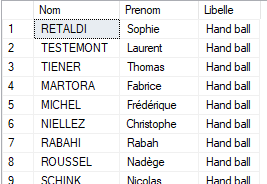 Nom Prenom Libelle
1 RETALDI Sophie Hand ball
2 TESTEMONT Laurent Hand ball
3 TIENER Thomas Hand ball
4 MARTORA Fabrice Hand ball
5 MICHEL Frédérique Hand ball
6 NIELLEZ Christophe Hand ball
7 RABAHI Rabah Hand ball
8 ROUSSEL Nadège Hand ball
9 SCHINK Nicolas Hand ball